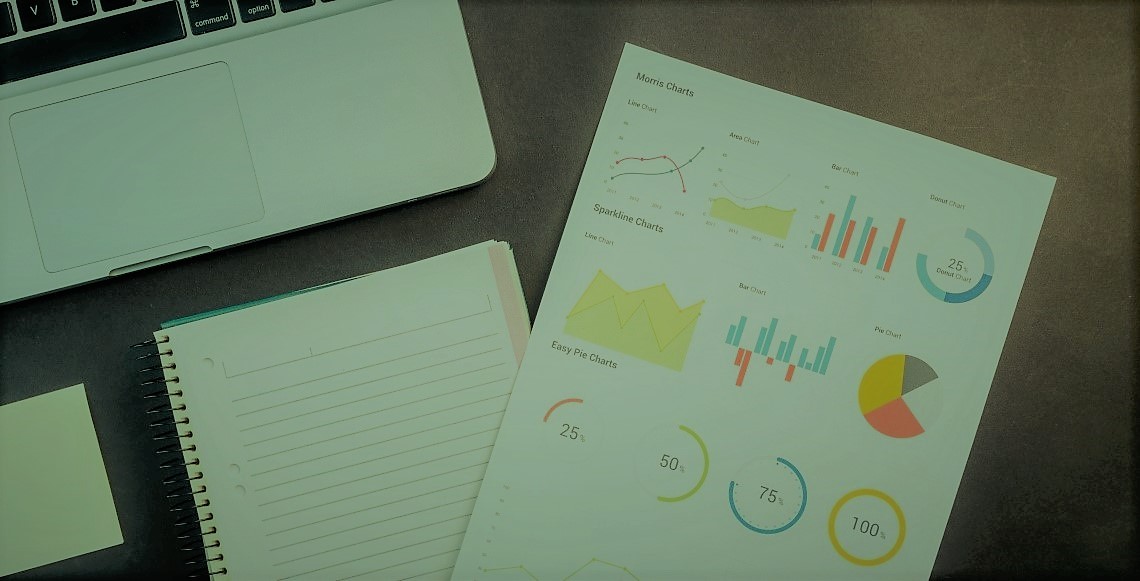 V
B
⌘
command
option
Morris Charts
Line Chart
Area Chart
Bar Chart
Donut Chart
25%
Donut Chart
Sparkline Charts
Line Chart
Bar Chart
Pie Chart
Easy Pie Charts
25%
50%
75%
100%